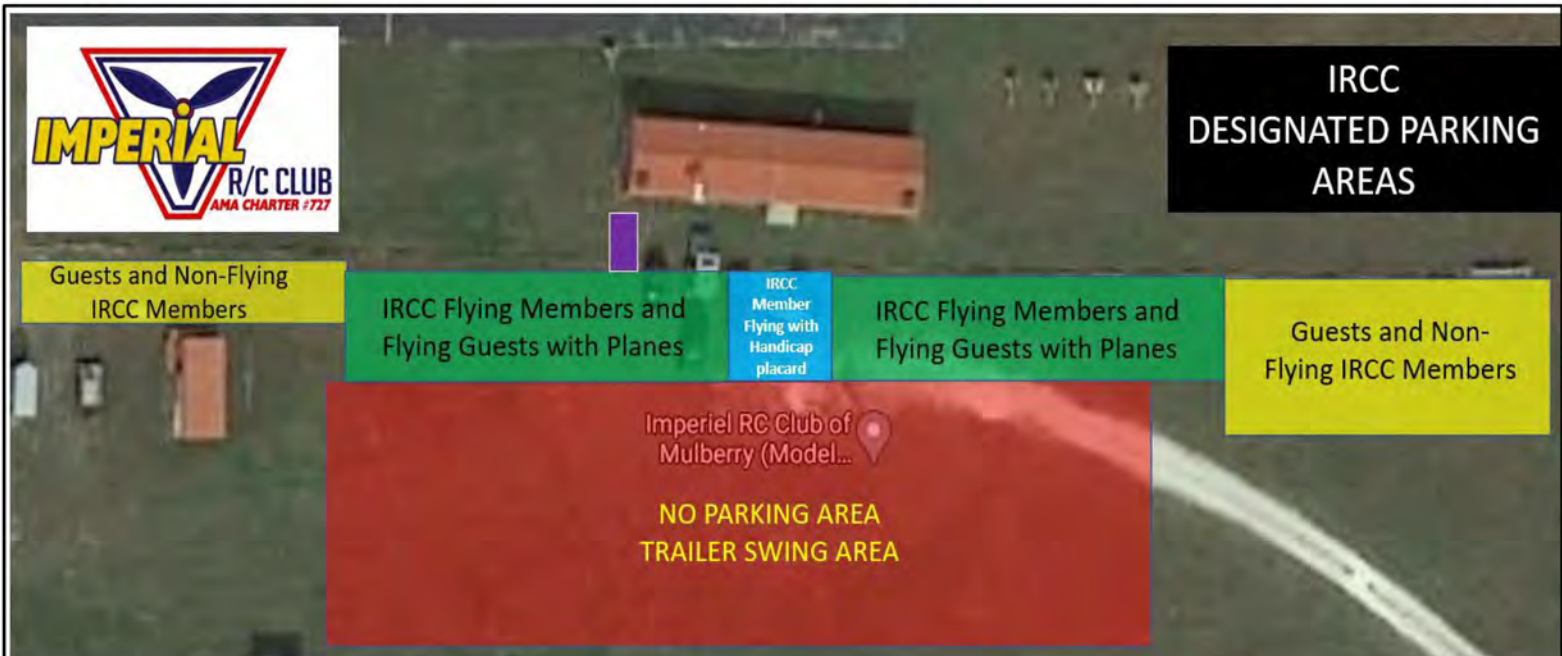 IMPERIAL
R/C CLUB
AMA CHARTER #727
IRCC
DESIGNATED PARKING
AREAS
Guests and Non-Flying
IRCC Members
IRCC Flying Members and
Flying Guests with Planes
IRCC
Member
Flying with
Handicap
placard
IRCC Flying Members and
Flying Guests with Planes
Guests and Non-
Flying IRCC Members
Imperiel RC Club of
Mulberry (Model...
NO PARKING AREA
TRAILER SWING AREA